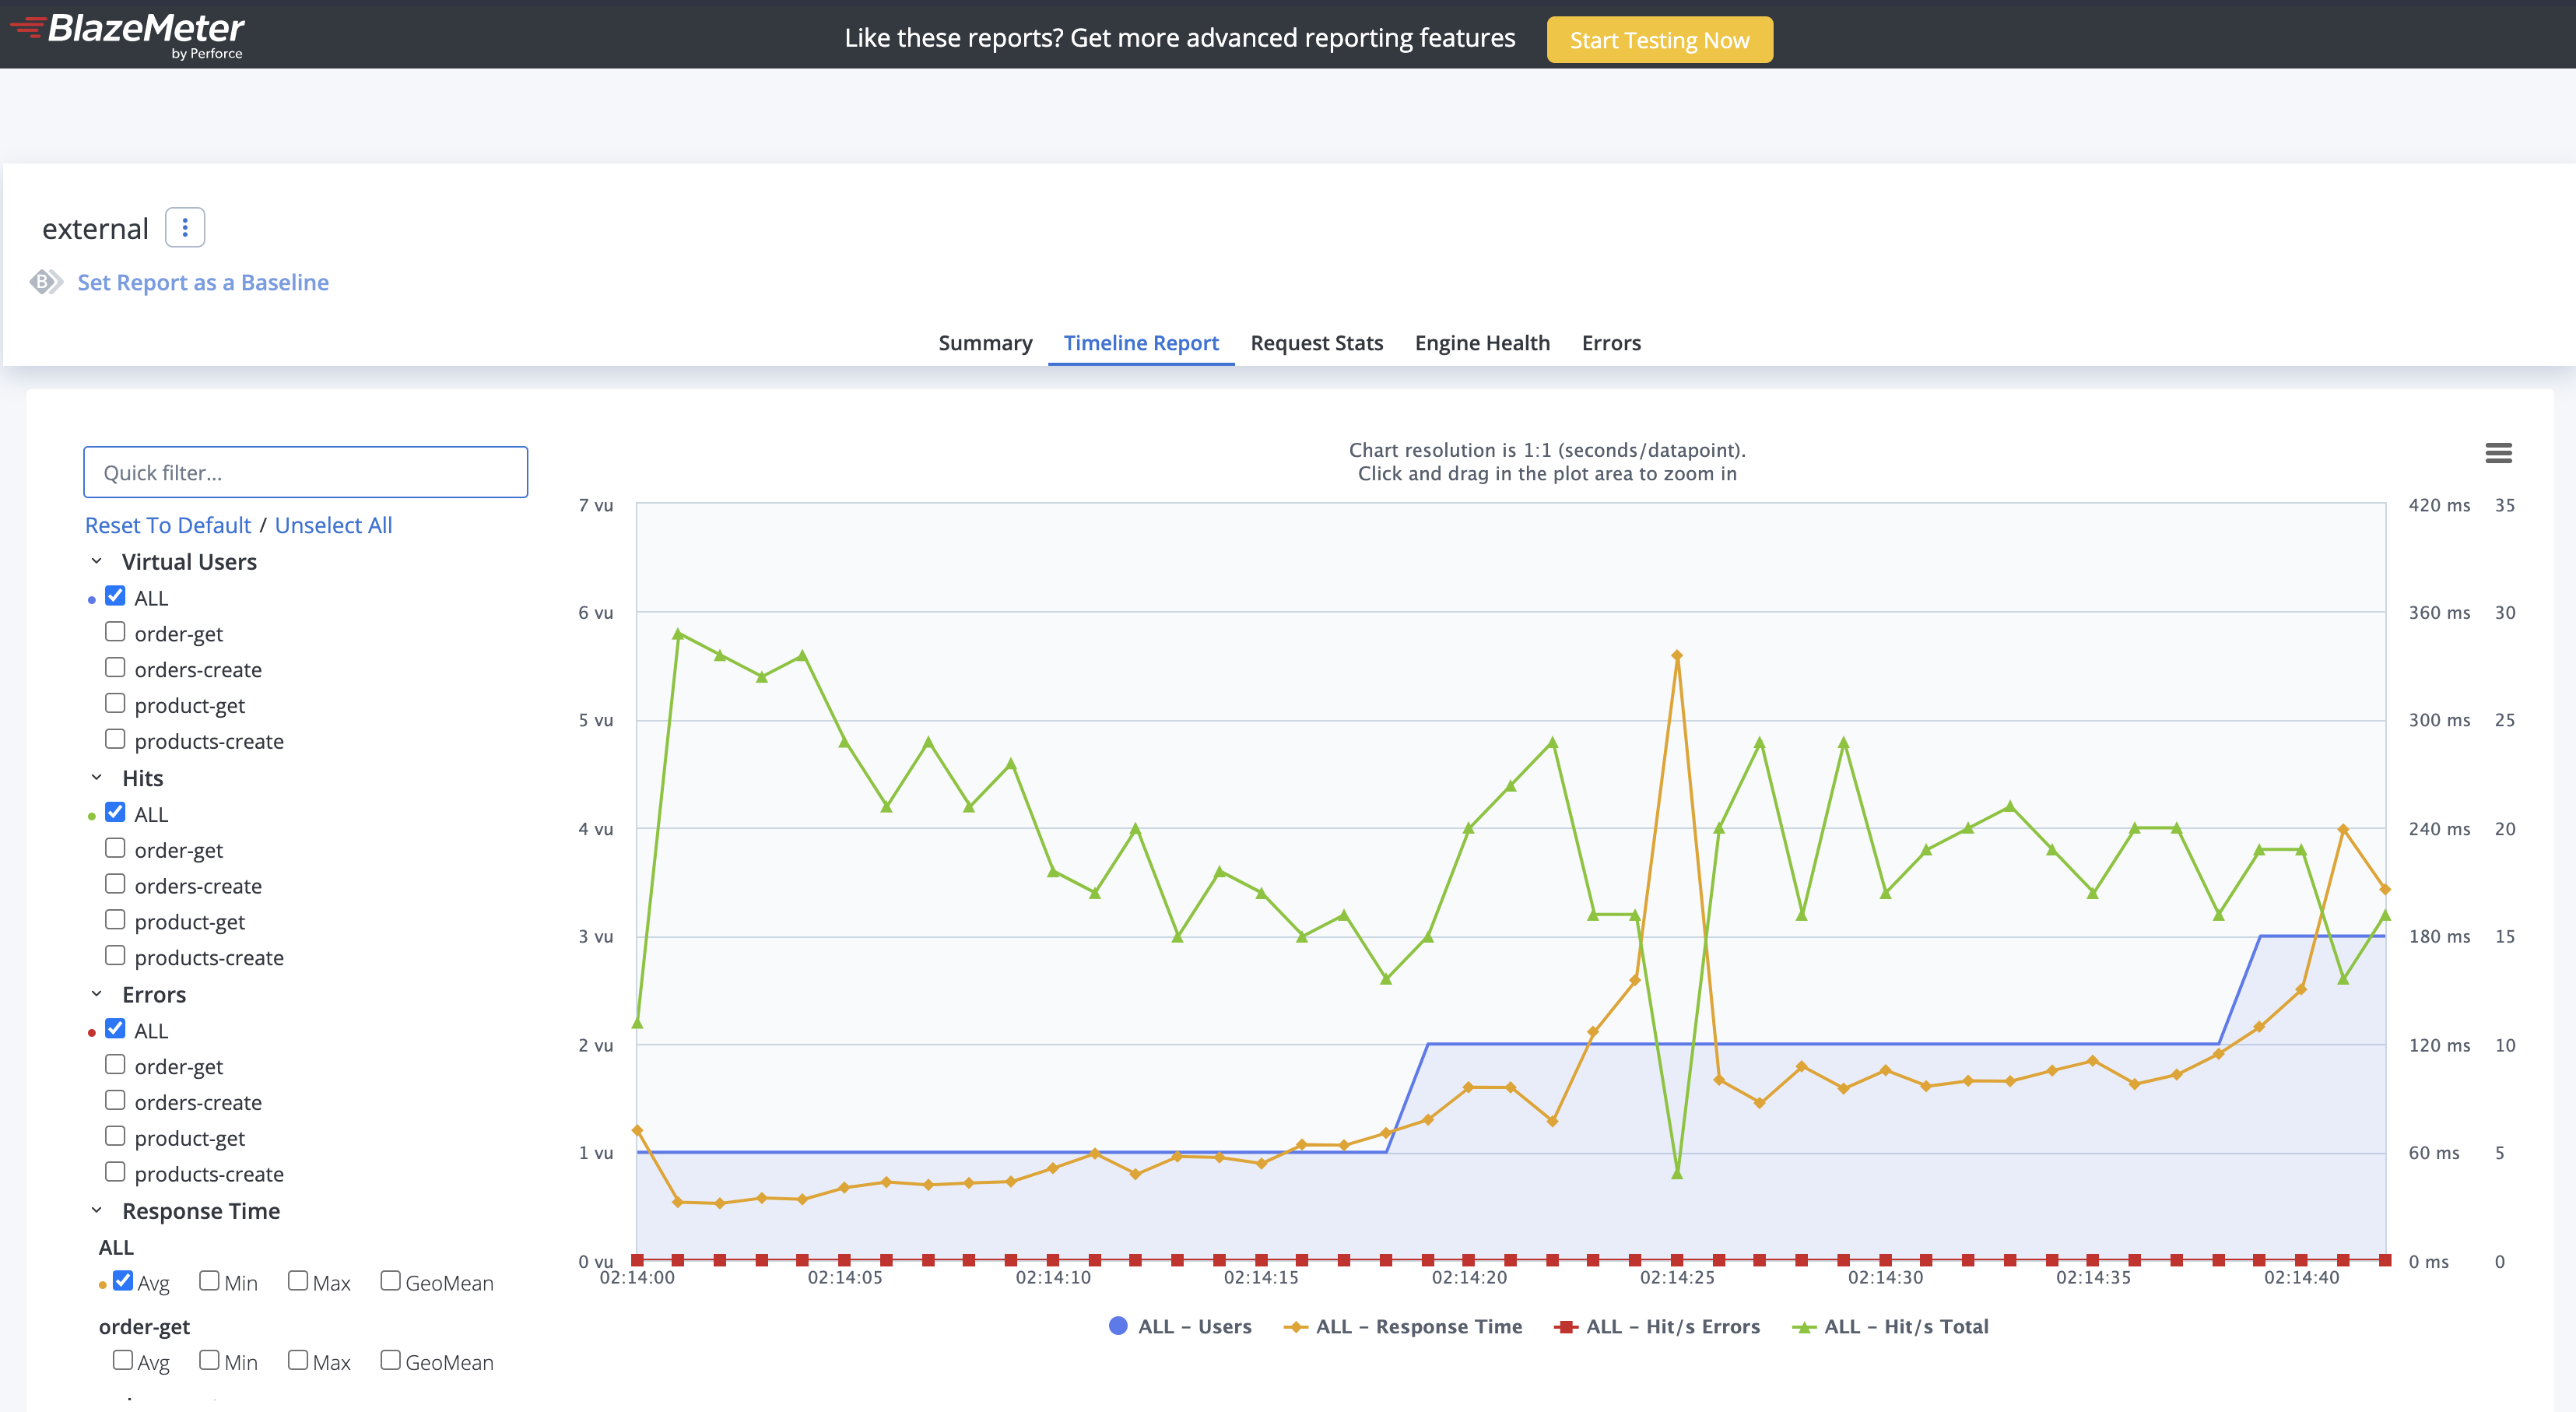 BlazeMeter
by Perforce
Like these reports? Get more advanced reporting features
Start Testing Now
external
Set Report as a Baseline
Summary
Timeline Report
Request Stats
Engine Health
Errors
Quick filter...
Reset To Default / Unselect All
Virtual Users
ALL
order-get
orders-create
product-get
products-create
Hits
ALL
order-get
orders-create
product-get
products-create
Errors
ALL
order-get
orders-create
product-get
products-create
Response Time
ALL
Avg Min Max GeoMean
order-get
Avg Min Max GeoMean
Chart resolution is 1:1 (seconds/datapoint).
Click and drag in the plot area to zoom in
7 vu
6 vu
5 vu
4 vu
3 vu
2 vu
1 vu
0 vu
420 ms 35
360 ms 30
300 ms 25
240 ms 20
180 ms 15
120 ms 10
60 ms 5
0 ms 0
02:14:00 02:14:05 02:14:10 02:14:15 02:14:20 02:14:25 02:14:30 02:14:35 02:14:40
ALL – Users ALL – Response Time ALL – Hit/s Errors ALL – Hit/s Total